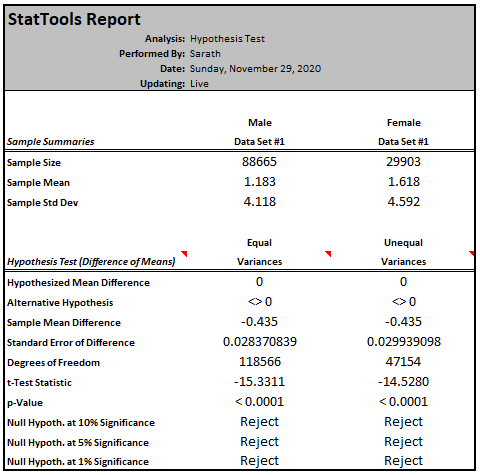 StatTools Report
Analysis: Hypothesis Test
Performed By: Sarath
Date: Sunday, November 29, 2020
Updating: Live
Male Female
Sample Summaries Data Set #1 Data Set #1
Sample Size 88665 29903
Sample Mean 1.183 1.618
Sample Std Dev 4.118 4.592
Equal Unequal
Hypothesis Test (Difference of Means) Variances Variances
Hypothesized Mean Difference 0 0
Alternative Hypothesis <> 0 <> 0
Sample Mean Difference -0.435 -0.435
Standard Error of Difference 0.028370839 0.029939098
Degrees of Freedom 118566 47154
t-Test Statistic -15.3311 -14.5280
p-Value < 0.0001 < 0.0001
Null Hypoth. at 10% Significance Reject Reject
Null Hypoth. at 5% Significance Reject Reject
Null Hypoth. at 1% Significance Reject Reject